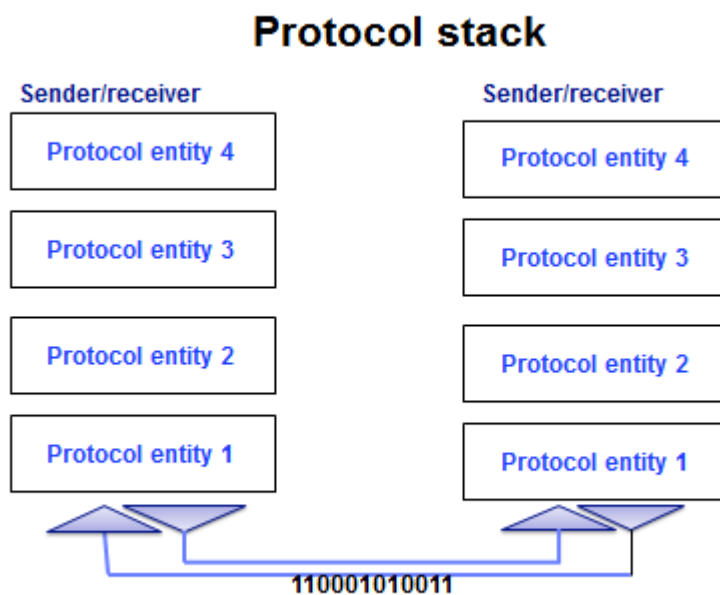 Protocol stack
Sender/receiver
Protocol entity 4
Protocol entity 3
Protocol entity 2
Protocol entity 1
Sender/receiver
Protocol entity 4
Protocol entity 3
Protocol entity 2
Protocol entity 1
110001010011